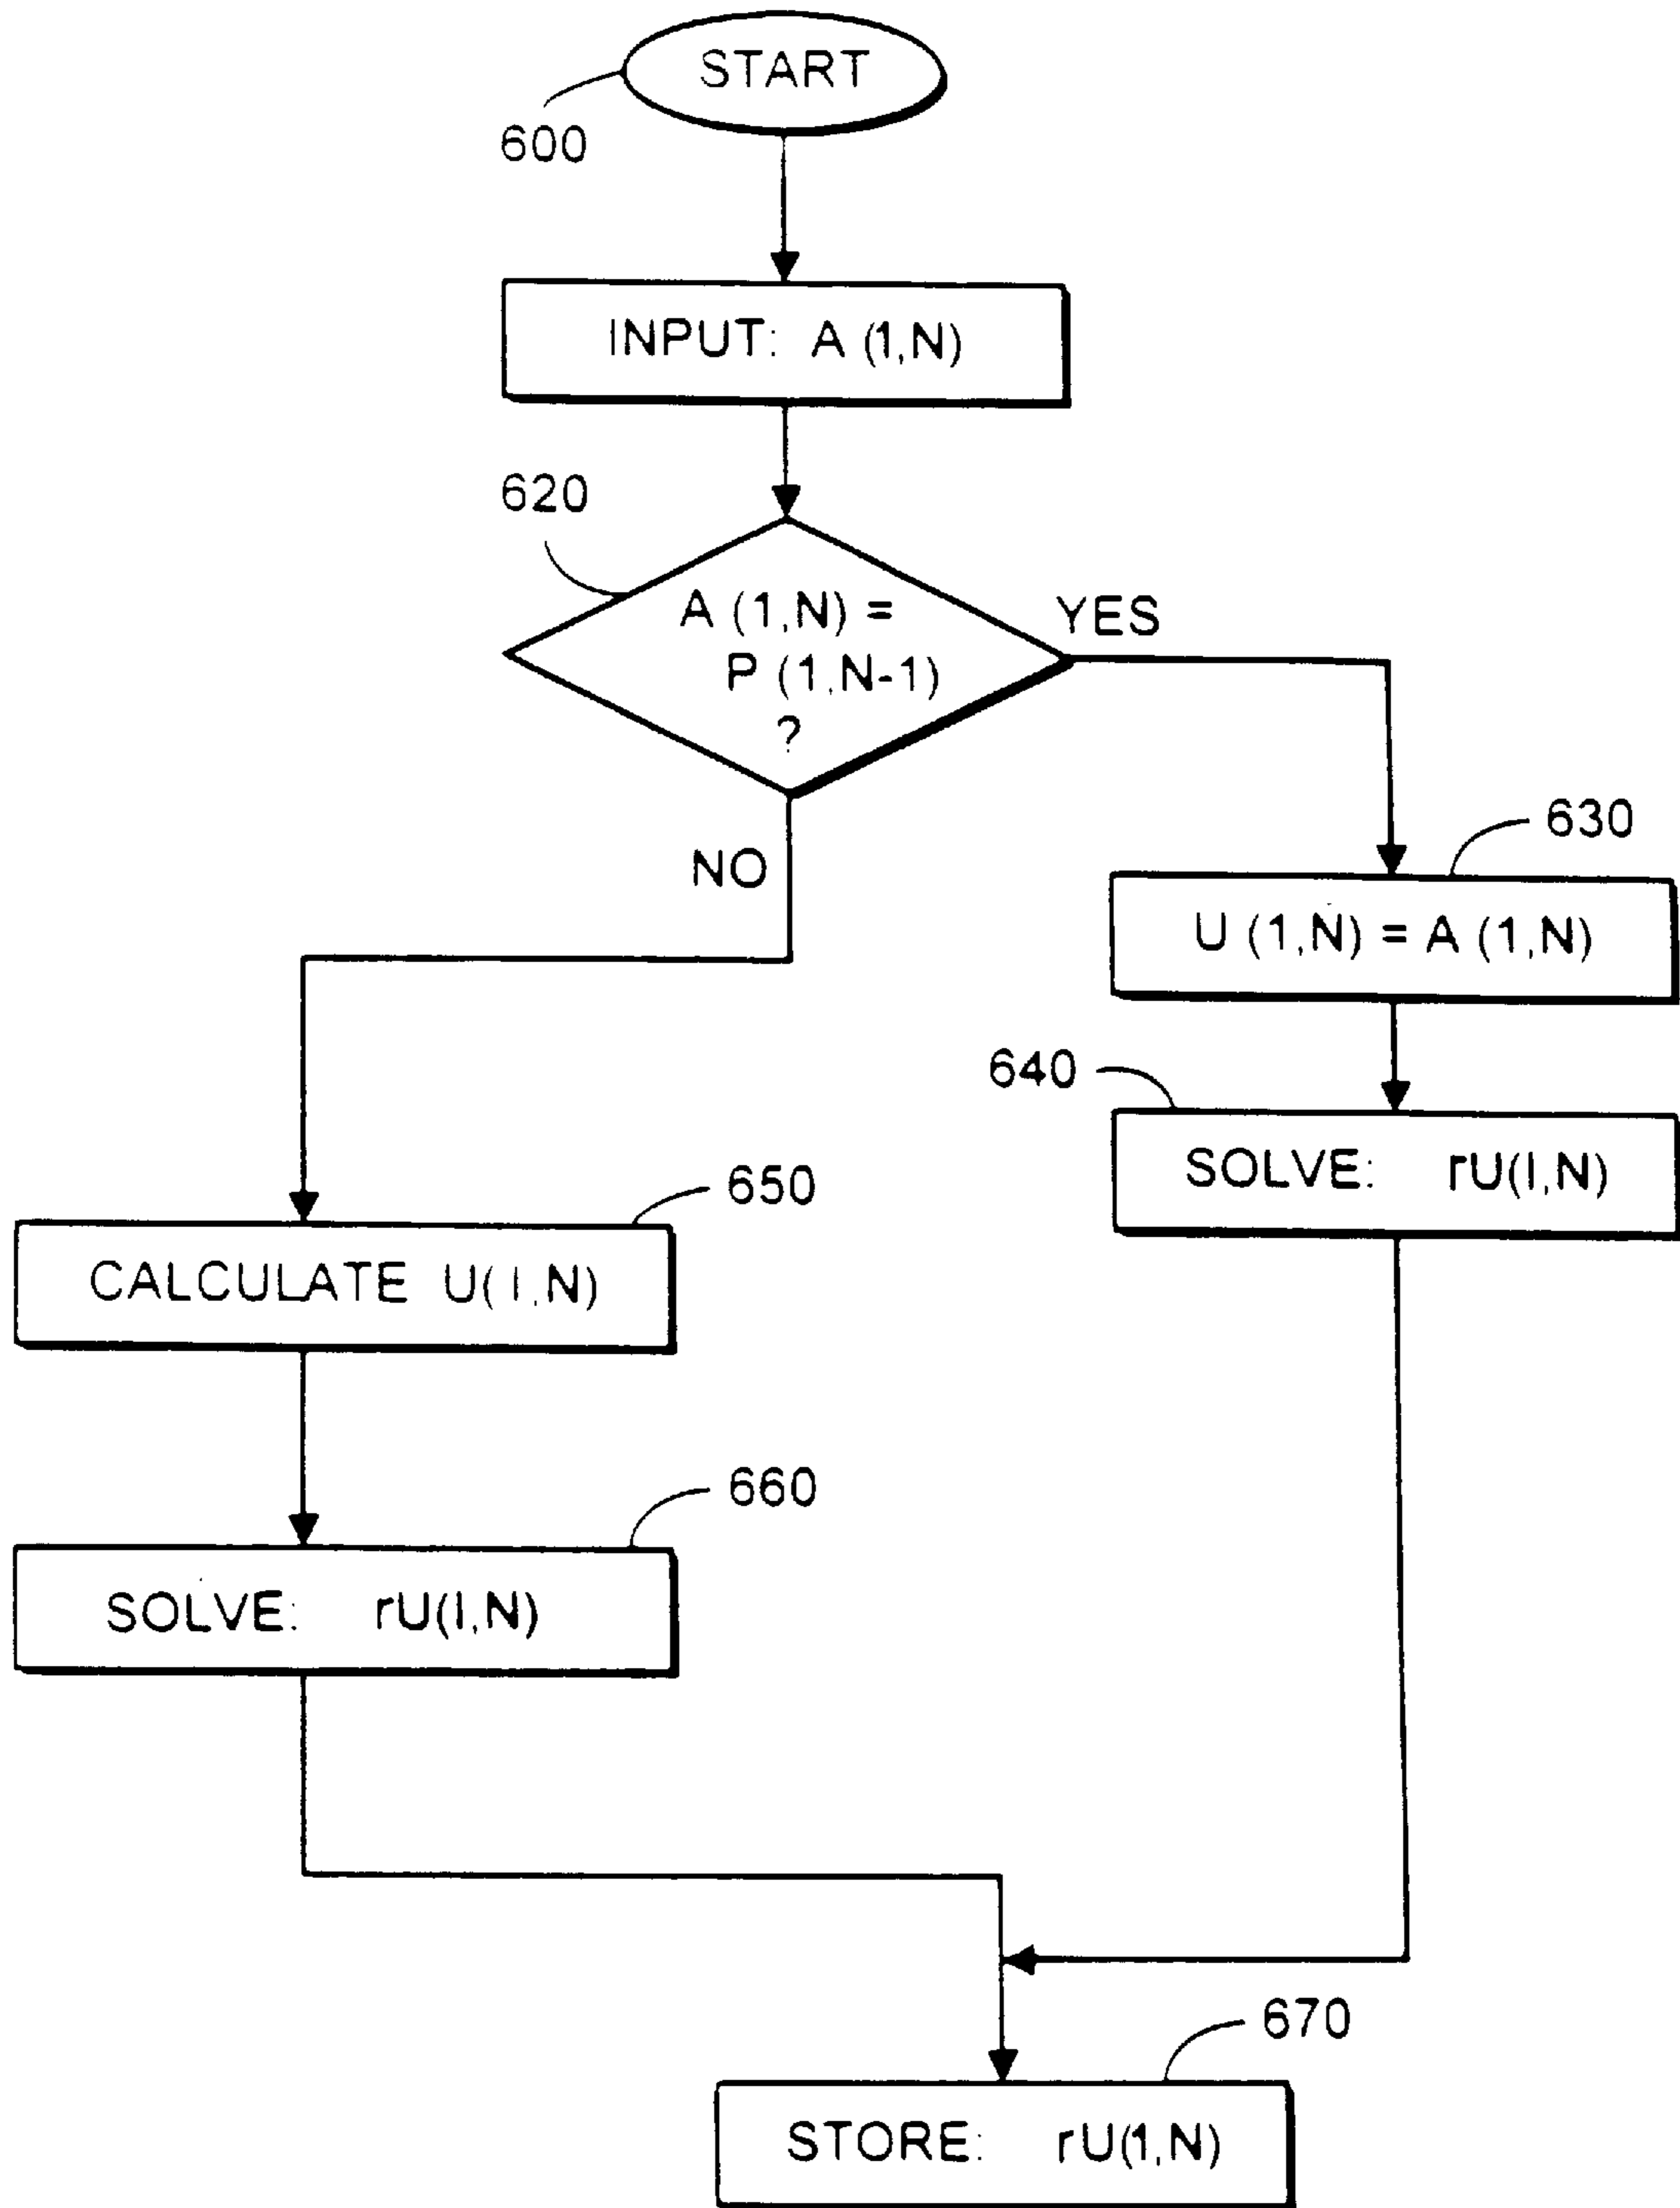 START
600
INPUT: A (1,N)
620
A (1,N) =
P (1,N-1)
?
YES
NO
630
U (1,N) = A (1,N)
640
SOLVE: rU(I,N)
650
CALCULATE U(I,N)
660
SOLVE: rU(I,N)
670
STORE: rU(1,N)